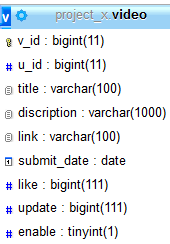 v project_x.video
v_id : bigint(11)
# u_id : bigint(11)
title : varchar(100)
discription : varchar(1000)
link : varchar(100)
submit_date : date
# like : bigint(111)
# update : bigint(111)
# enable : tinyint(1)